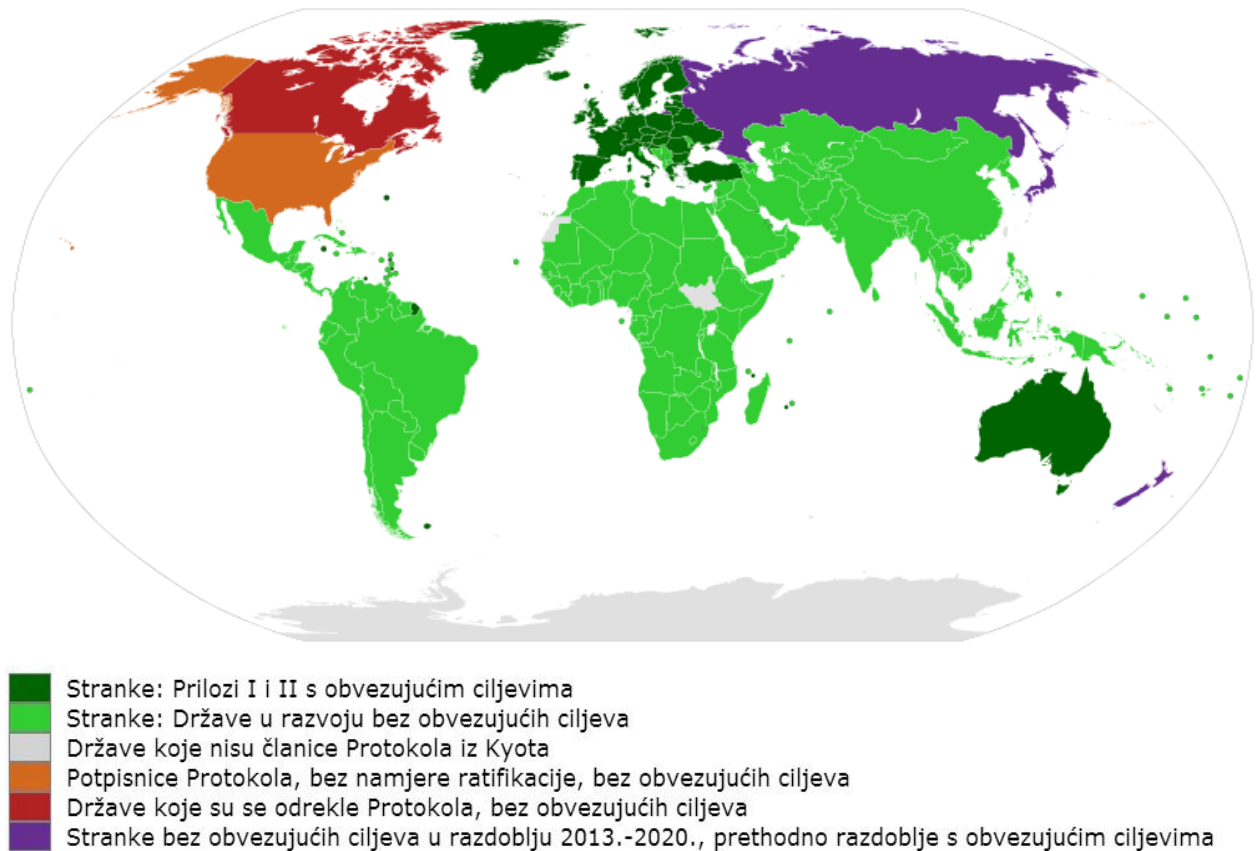 Stranke: Prilozi I i II s obvezujućim ciljevima
Stranke: Države u razvoju bez obvezujućih ciljeva
Države koje nisu članice Protokola iz Kyota
Potpisnice Protokola, bez namjere ratifikacije, bez obvezujućih ciljeva
Države koje su se odrekle Protokola, bez obvezujućih ciljeva
Stranke bez obvezujućih ciljeva u razdoblju 2013.-2020., prethodno razdoblje s obvezujućim ciljevima